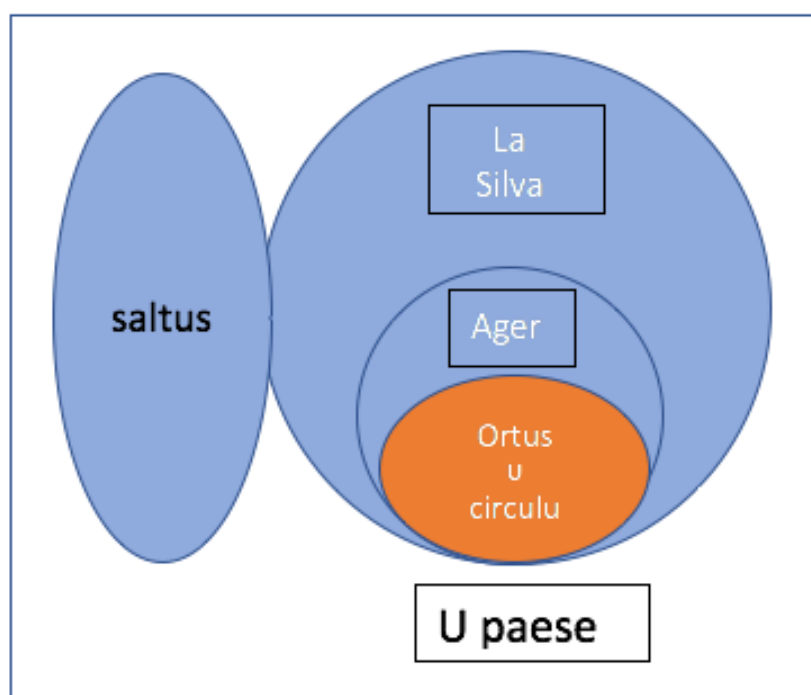 La
Silva
saltus
Ager
Ortus
u
circulu
U paese